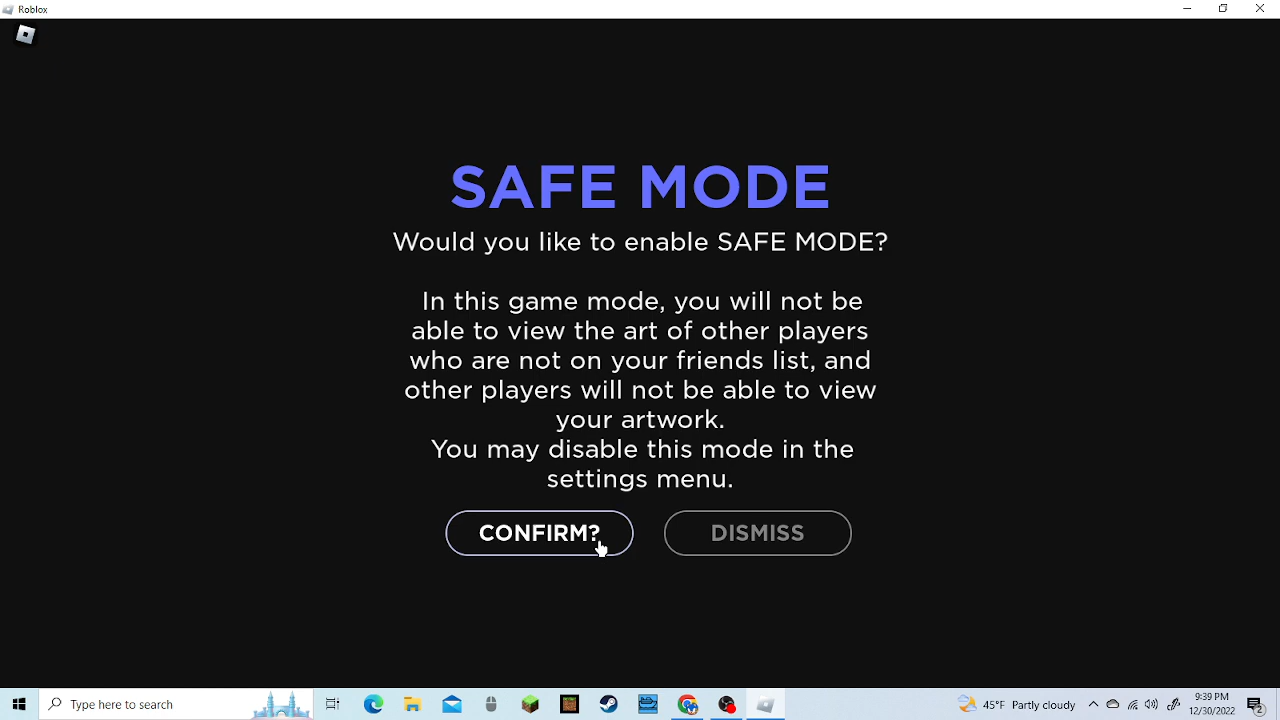 Roblox
SAFE MODE
Would you like to enable SAFE MODE?
In this game mode, you will not be
able to view the art of other players
who are not on your friends list, and
other players will not be able to view
your artwork.
You may disable this mode in the
settings menu.
CONFIRM?
DISMISS
Type here to search
45°F Partly cloudy
9:39 PM
12/30/2022
2